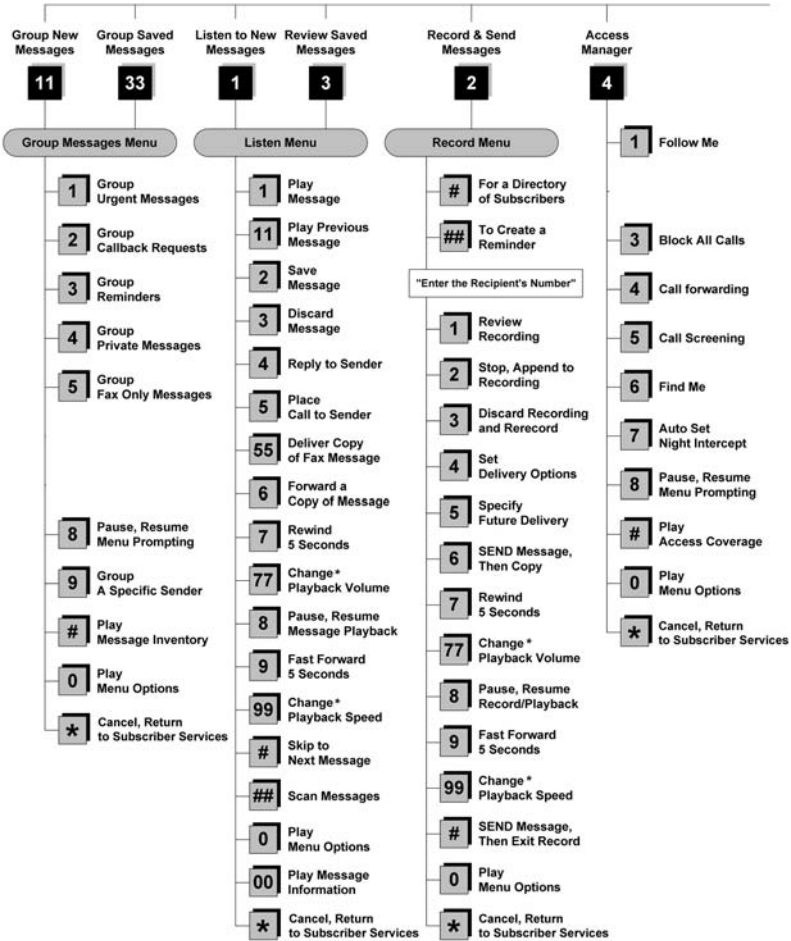 Group New
Messages
11
Group Saved
Messages
33
Listen to New
Messages
1
Review Saved
Messages
3
Record & Send
Messages
2
Access
Manager
4
Group Messages Menu
1
Group
Urgent Messages
2
Group
Callback Requests
3
Group
Reminders
4
Group
Private Messages
5
Group
Fax Only Messages
8
Pause, Resume
Menu Prompting
9
Group
A Specific Sender
#
Play
Message Inventory
0
Play
Menu Options
*
Cancel, Return
to Subscriber Services
Listen Menu
1
Play
Message
11
Play Previous
Message
2
Save
Message
3
Discard
Message
4
Reply to Sender
5
Place
Call to Sender
55
Deliver Copy
of Fax Message
6
Forward a
Copy of Message
7
Rewind
5 Seconds
77
Change*
Playback Volume
8
Pause, Resume
Message Playback
9
Fast Forward
5 Seconds
99
Change*
Playback Speed
#
Skip to
Next Message
##
Scan Messages
0
Play
Menu Options
00
Play Message
Information
*
Cancel, Return
to Subscriber Services
Record Menu
#
For a Directory
of Subscribers
##
To Create a
Reminder
"Enter the Recipient's Number"
1
Review
Recording
2
Stop, Append to
Recording
3
Discard Recording
and Rerecord
4
Set
Delivery Options
5
Specify
Future Delivery
6
SEND Message,
Then Copy
7
Rewind
5 Seconds
77
Change*
Playback Volume
8
Pause, Resume
Record/Playback
9
Fast Forward
5 Seconds
99
Change*
Playback Speed
#
SEND Message,
Then Exit Record
0
Play
Menu Options
*
Cancel, Return
to Subscriber Services
1
Follow Me
3
Block All Calls
4
Call forwarding
5
Call Screening
6
Find Me
7
Auto Set
Night Intercept
8
Pause, Resume
Menu Prompting
#
Play
Access Coverage
0
Play
Menu Options
*
Cancel, Return
to Subscriber Services